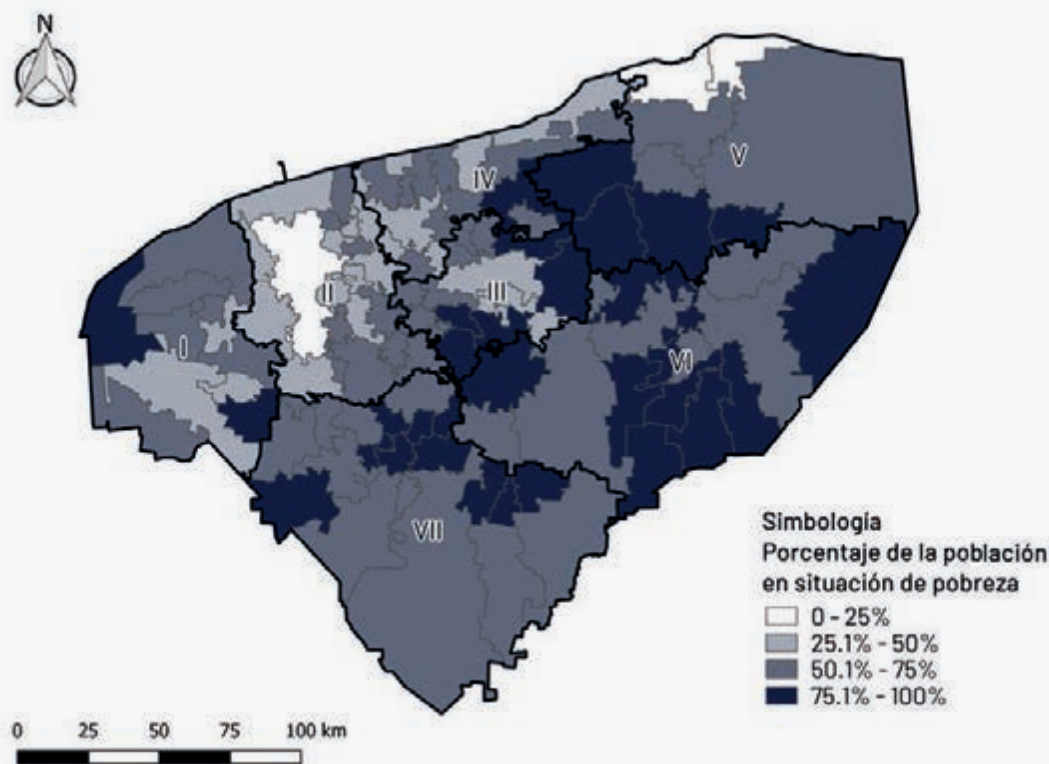 N
IV
V
II
III
I
VI
VII
Simbología
Porcentaje de la población
en situación de pobreza
0 - 25%
25.1% - 50%
50.1% - 75%
75.1% - 100%
0 25 50 75 100 km